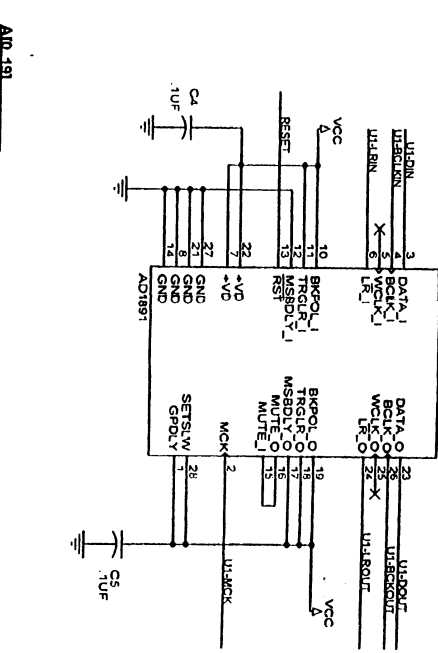 U1-DIN 3 DATA_I DATA_O 23 U1-DOUT
U1-BCLKIN 4 BCLK_I BCLK_O 26 U1-BCKOUT
5 WCLK_I WCLK_O 25
U1-LRIN 6 LR_I LR_O 24 U1-LROUT
VCC VCC
10 BKPOL_I BKPOL_O 19
11 TRGLR_I TRGLR_O 18
12 MSBDLY_I MSBDLY_O 17
RESET 13 RST MUTE_O 16
MUTE_I 15
22 +VD
7 +VD MCK 2 U1-MCK
C4
.1UF
27 GND SETSLW 28
21 GND GPDLY 1
8 GND
14 GND
AD1891
C5
.1UF